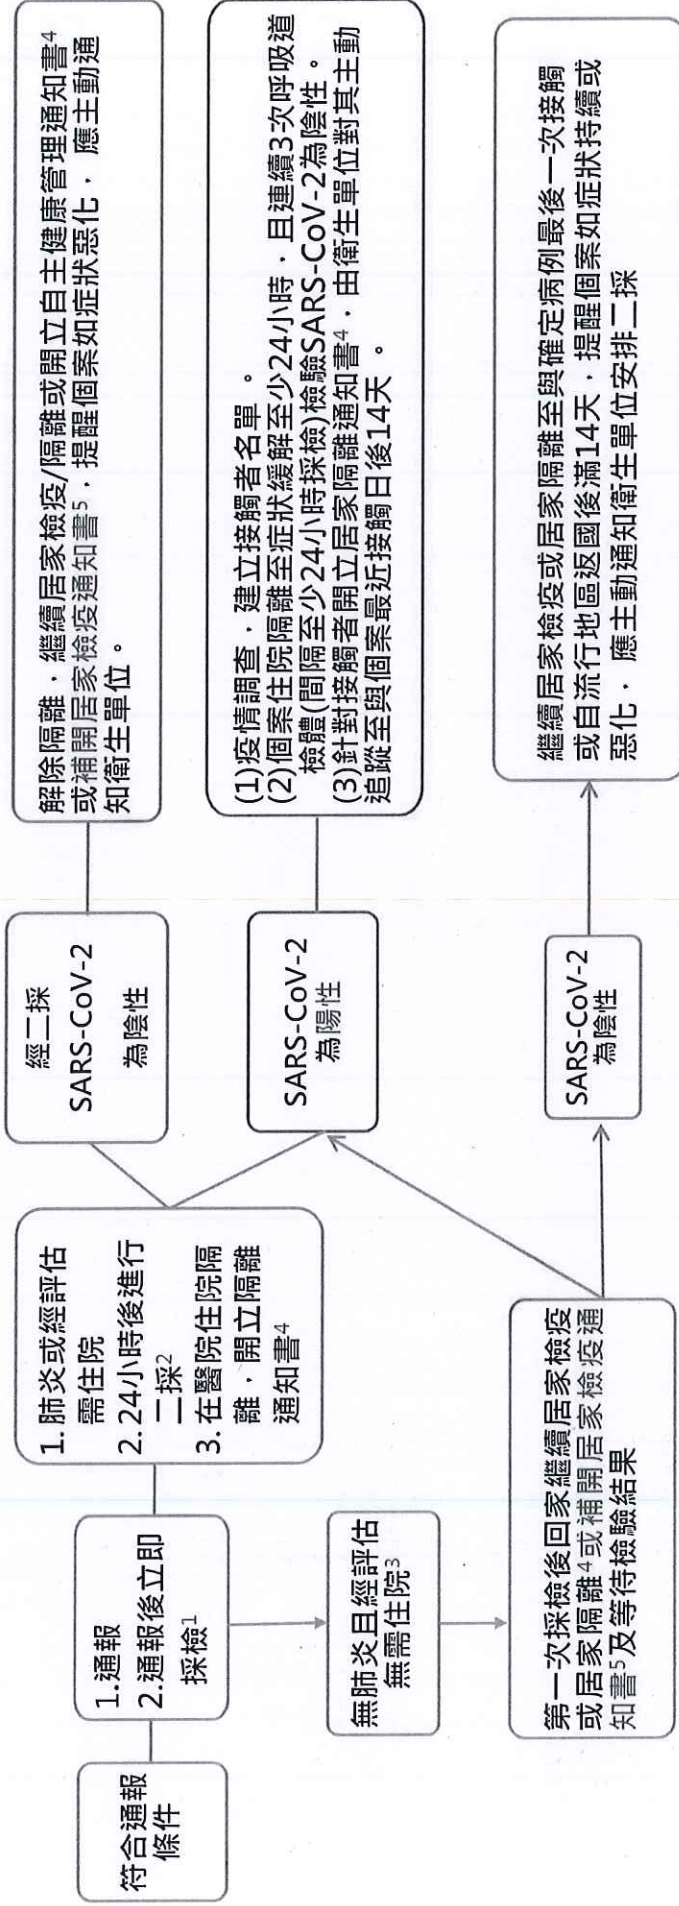 符合通報
條件
1. 通報
2. 通報後立即
採檢1
1. 肺炎或經評估
需住院
2. 24小時後進行
二採2
3. 在醫院住院隔
離，開立隔離
通知書4
經二採
SARS-CoV-2
為陰性
解除隔離，繼續居家檢疫/隔離或開立自主健康管理通知書4
或補開居家檢疫通知書5，提醒個案如症狀惡化，應主動通
知衛生單位。
SARS-CoV-2
為陽性
(1)疫情調查，建立接觸者名單。
(2)個案住院隔離至症狀緩解至少24小時，且連續3次呼吸道
檢體(間隔至少24小時採檢)檢驗SARS-CoV-2為陰性。
(3)針對接觸者開立居家隔離通知書4，由衛生單位對其主動
追蹤至與個案最近接觸日後14天。
無肺炎且經評估
無需住院3
第一次採檢後回家繼續居家檢疫
或居家隔離4或補開居家檢疫通
知書5及等待檢驗結果
SARS-CoV-2
為陰性
繼續居家檢疫或居家隔離至與確定病例最後一次接觸
或自流行地區返國後滿14天，提醒個案如症狀持續或
惡化，應主動通知衛生單位安排二採